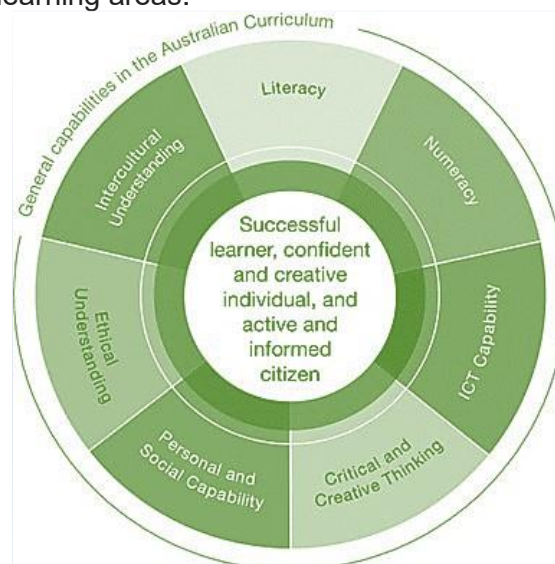 learning areas.
General capabilities in the Australian Curriculum
Literacy
Numeracy
ICT Capability
Critical and
Creative Thinking
Personal and
Social Capability
Ethical
Understanding
Intercultural
Understanding
Successful
learner, confident
and creative
individual, and
active and
informed
citizen